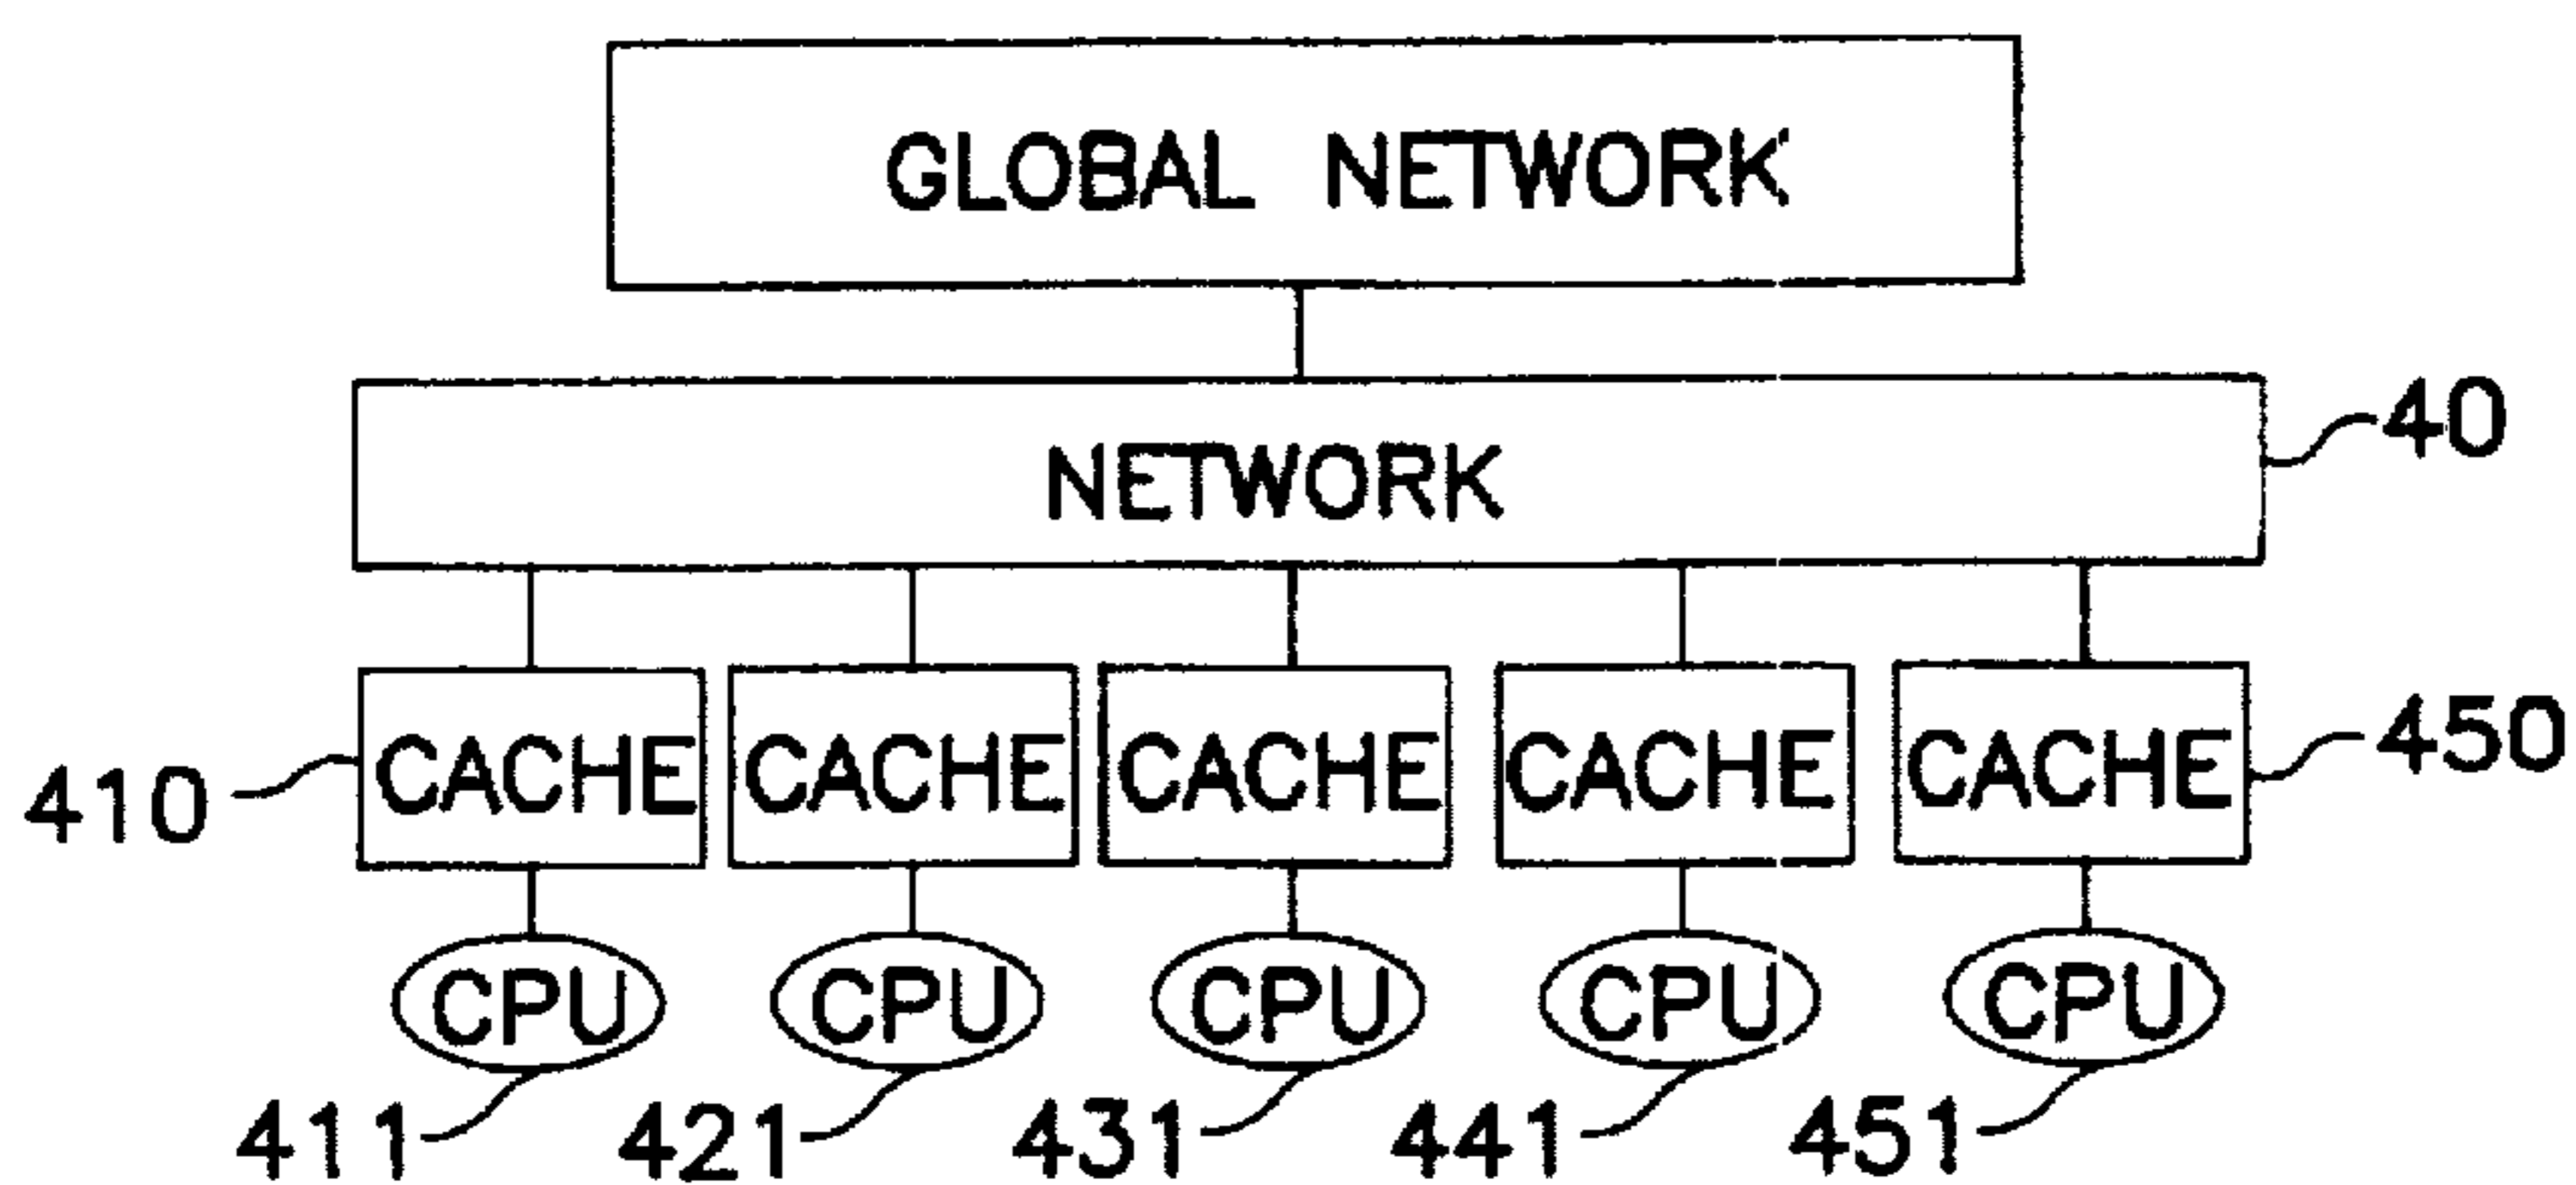 GLOBAL NETWORK
NETWORK
40
CACHE CACHE CACHE CACHE CACHE
410
450
CPU CPU CPU CPU CPU
411 421 431 441 451